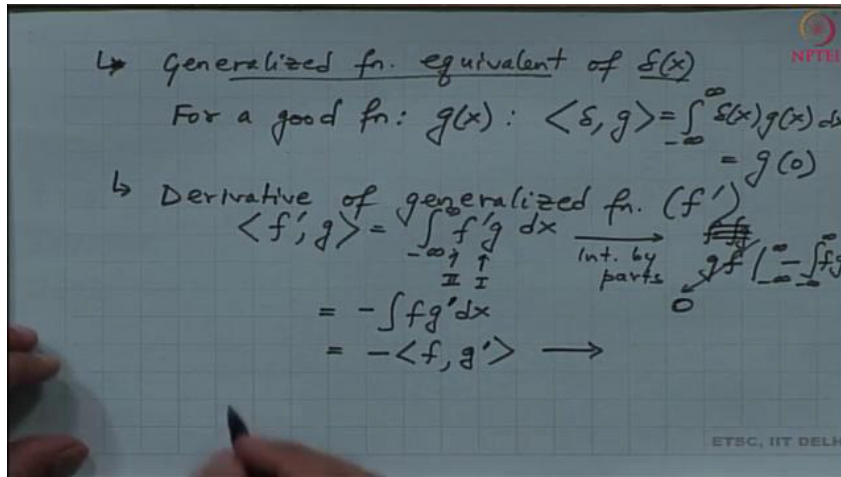 ↳ Generalized fn. equivalent of δ(x)
NPTEL
For a good fn: g(x): <δ, g> = ∫_{-∞}^{∞} δ(x) g(x) dx
= g(0)
↳ Derivative of generalized fn. (f')
<f', g> = ∫_{-∞}^{∞} f'g dx → Int. by parts gf |_{-∞}^{∞} - ∫_{-∞}^{∞} fg
II I
0
= -∫ fg' dx
= -<f, g'> →
ETSC, IIT DELH